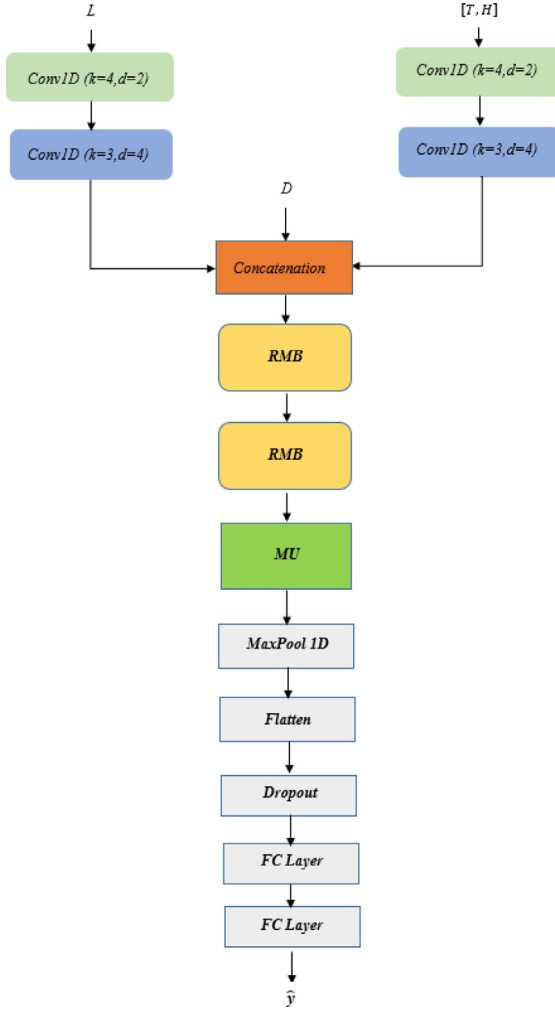 L
[T, H]
Conv1D (k=4,d=2)
Conv1D (k=4,d=2)
Conv1D (k=3,d=4)
Conv1D (k=3,d=4)
D
Concatenation
RMB
RMB
MU
MaxPool 1D
Flatten
Dropout
FC Layer
FC Layer
ŷ